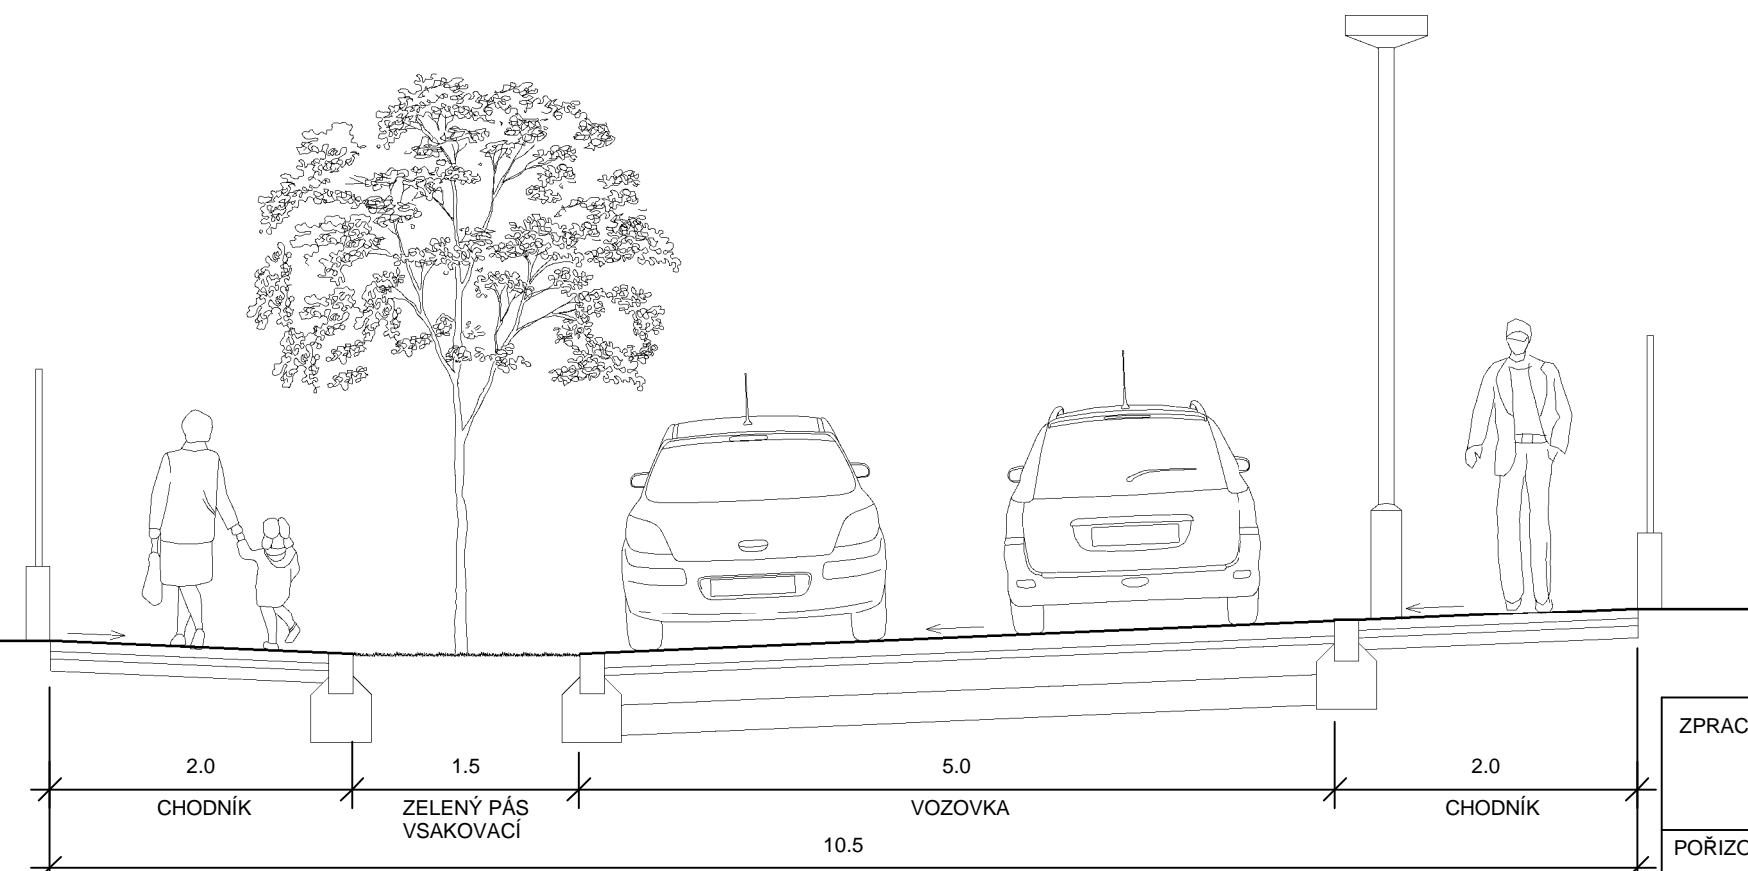 2.0
1.5
5.0
2.0
ZPRAC
CHODNÍK
ZELENÝ PÁS
VSAKOVACÍ
VOZOVKA
CHODNÍK
10.5
POŘIZO